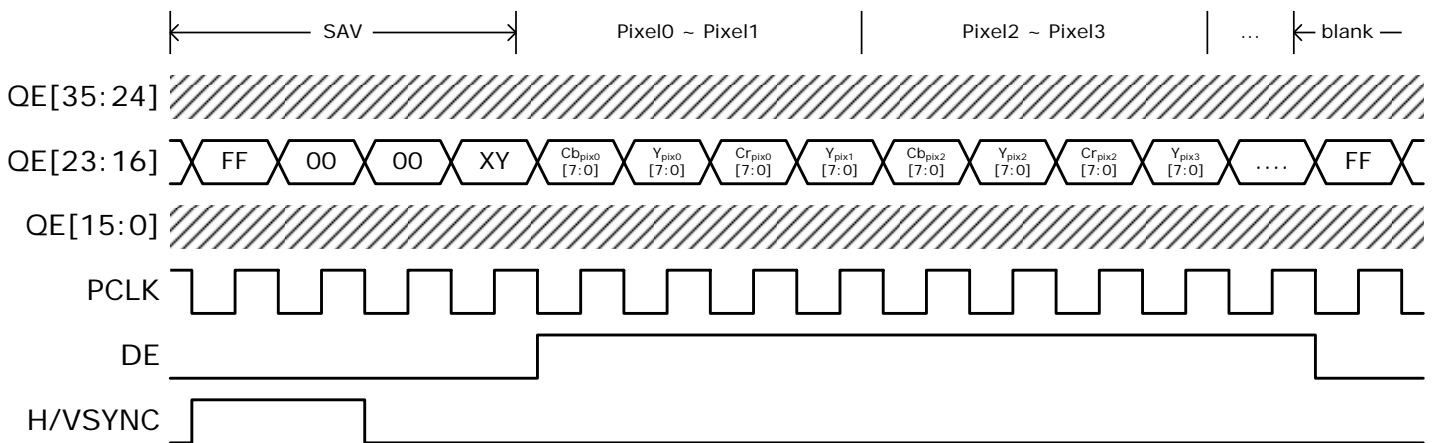 SAV Pixel0 ~ Pixel1 Pixel2 ~ Pixel3 ... blank
QE[35:24]
QE[23:16] FF 00 00 XY Cbpix0 [7:0] Ypix0 [7:0] Crpix0 [7:0] Ypix1 [7:0] Cbpix2 [7:0] Ypix2 [7:0] Crpix2 [7:0] Ypix3 [7:0] .... FF
QE[15:0]
PCLK
DE
H/VSYNC